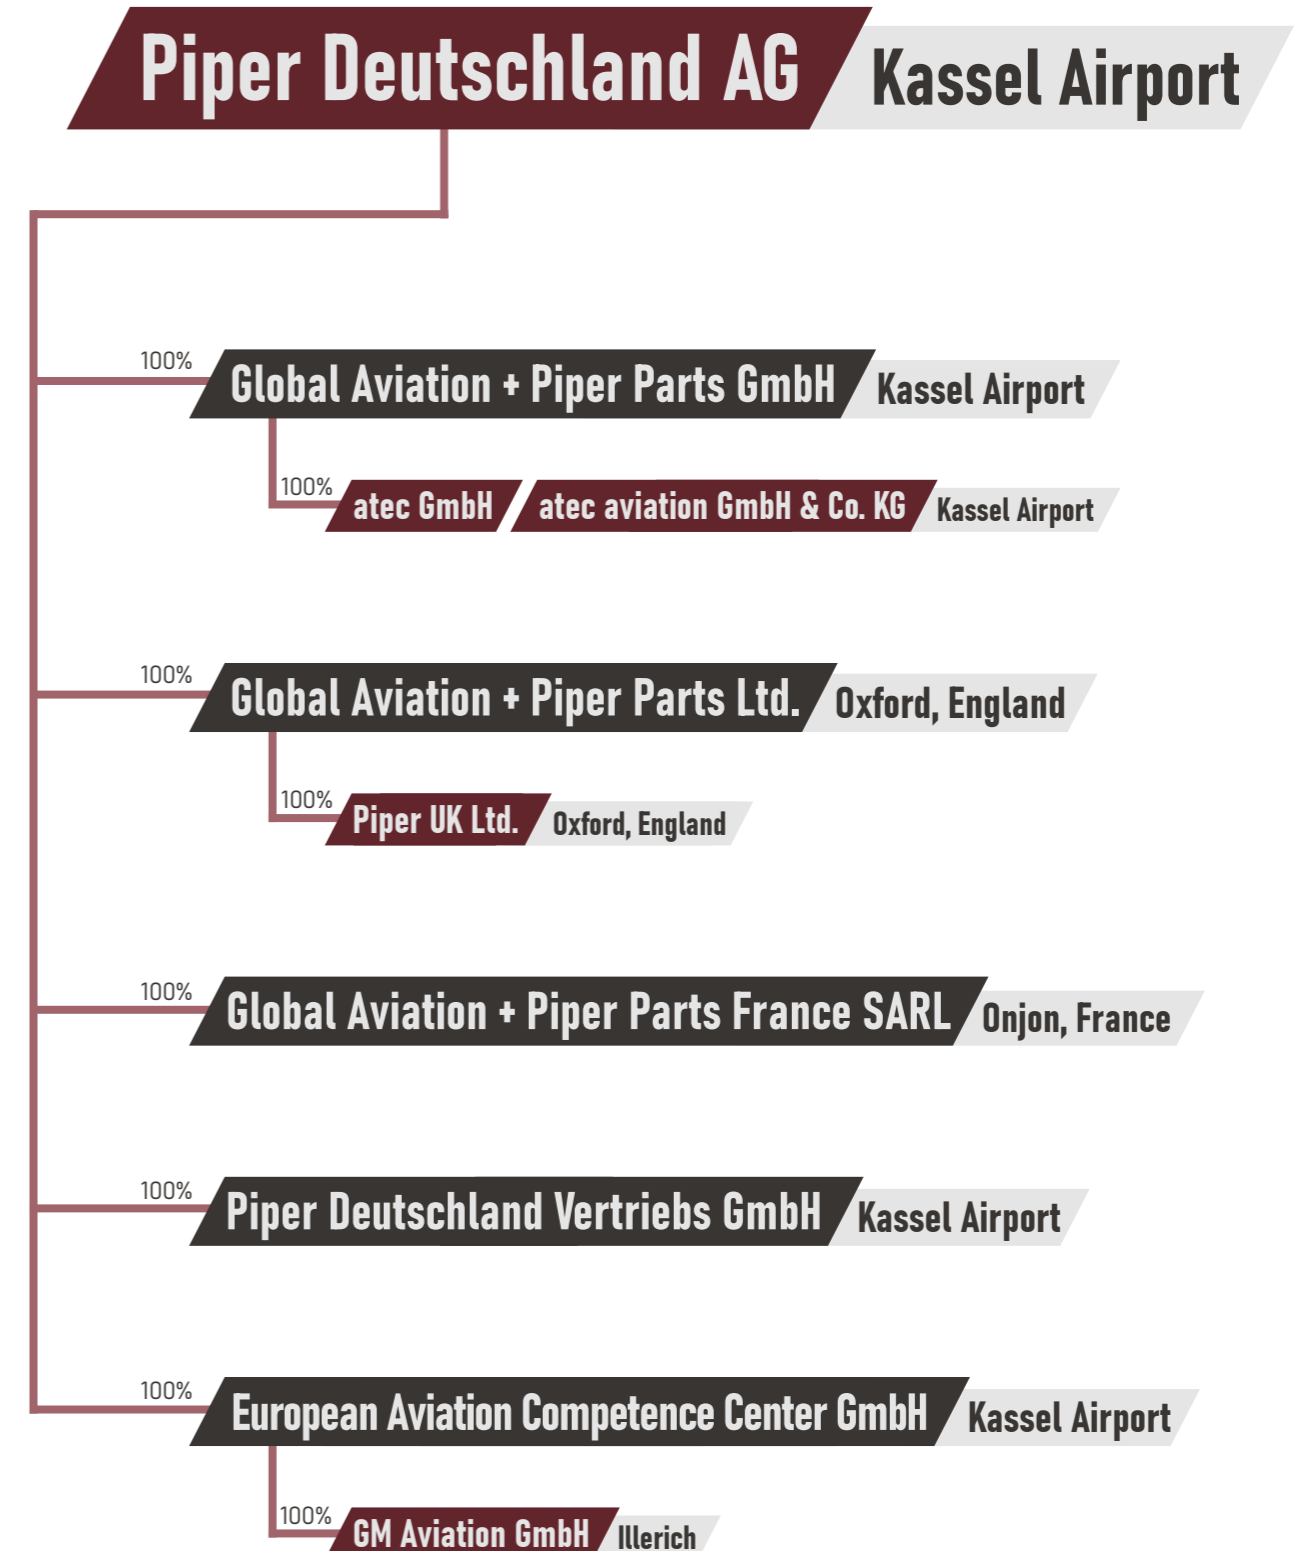 Piper Deutschland AG Kassel Airport
100%
Global Aviation + Piper Parts GmbH Kassel Airport
100%
atec GmbH atec aviation GmbH & Co. KG Kassel Airport
100%
Global Aviation + Piper Parts Ltd. Oxford, England
100%
Piper UK Ltd. Oxford, England
100%
Global Aviation + Piper Parts France SARL Onjon, France
100%
Piper Deutschland Vertriebs GmbH Kassel Airport
100%
European Aviation Competence Center GmbH Kassel Airport
100%
GM Aviation GmbH Illerich